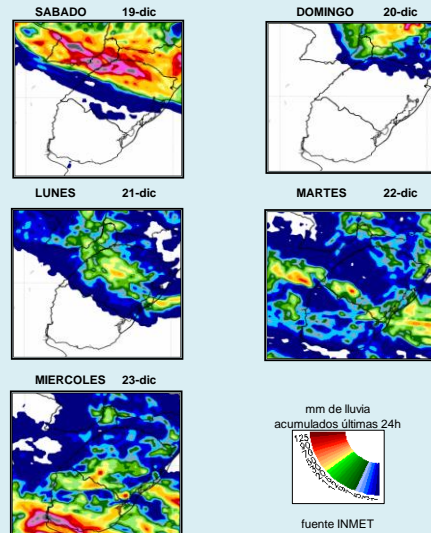 SABADO 19-dic
DOMINGO 20-dic
LUNES 21-dic
MARTES 22-dic
MIERCOLES 23-dic
mm de lluvia
acumulados últimas 24h
125
fuente INMET